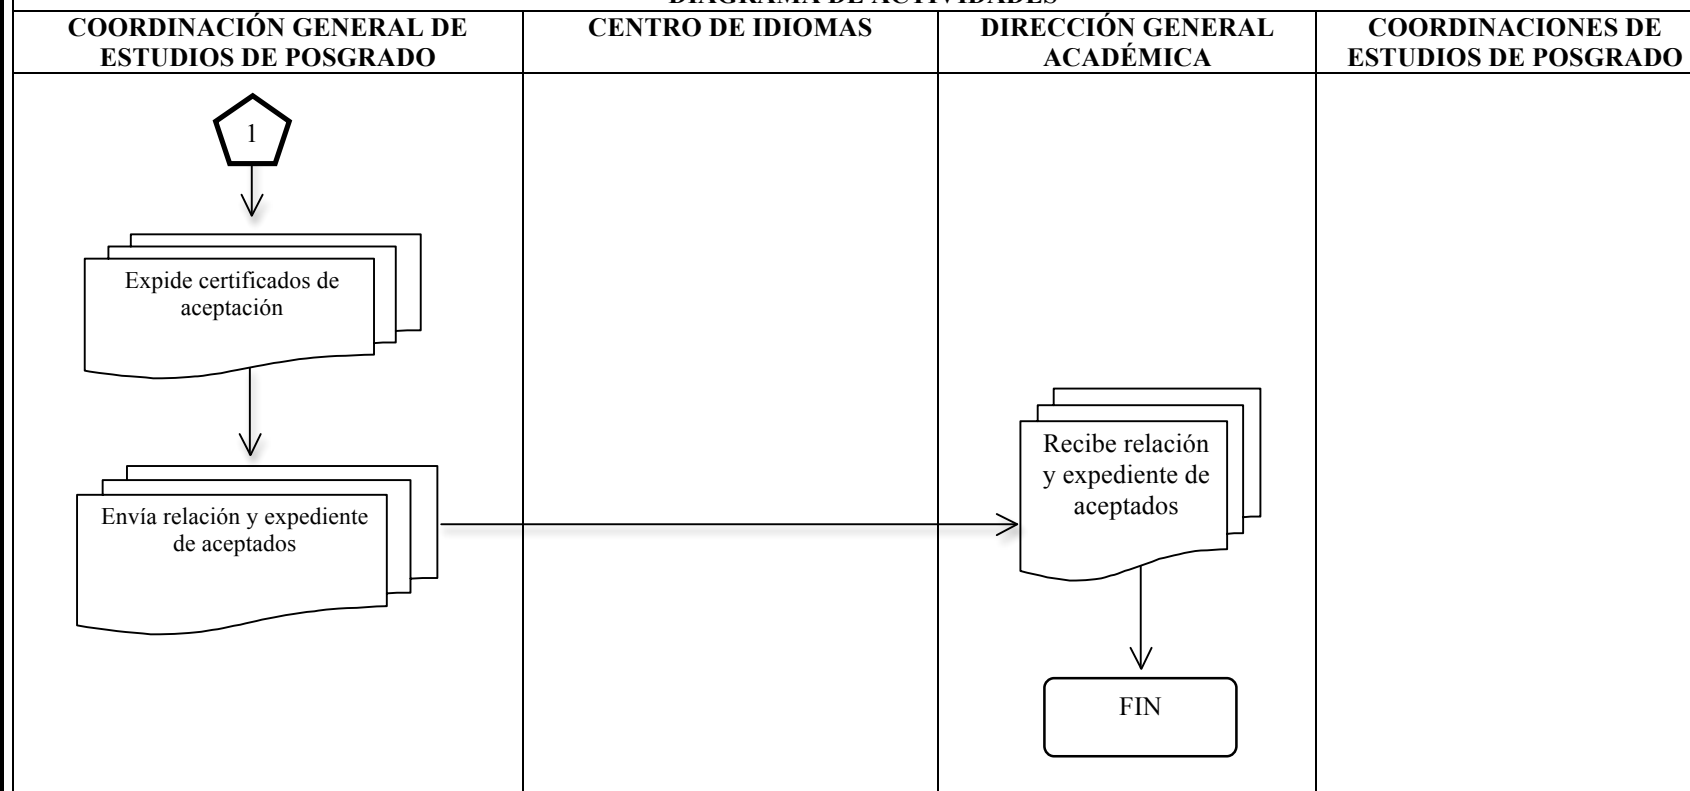 DIAGRAMA DE ACTIVIDADES
COORDINACIÓN GENERAL DE
ESTUDIOS DE POSGRADO
CENTRO DE IDIOMAS
DIRECCIÓN GENERAL
ACADÉMICA
COORDINACIONES DE
ESTUDIOS DE POSGRADO
1
Expide certificados de
aceptación
Envía relación y expediente
de aceptados
Recibe relación
y expediente de
aceptados
FIN